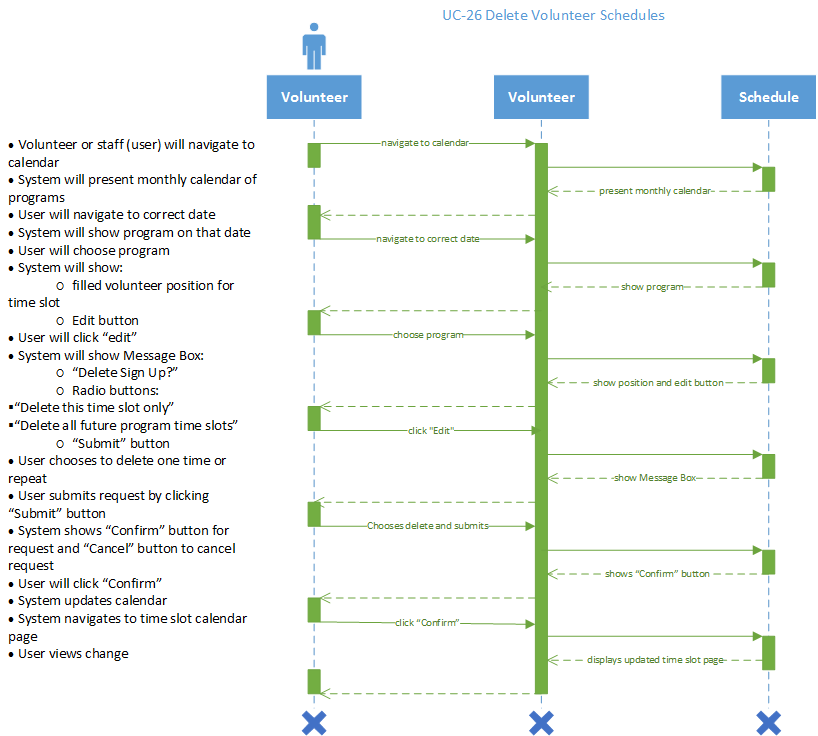 UC-26 Delete Volunteer Schedules
Volunteer
Volunteer
Schedule
• Volunteer or staff (user) will navigate to
calendar
• System will present monthly calendar of
programs
• User will navigate to correct date
• System will show program on that date
• User will choose program
• System will show:
o filled volunteer position for
time slot
o Edit button
• User will click “edit”
• System will show Message Box:
o “Delete Sign Up?”
o Radio buttons:
▪“Delete this time slot only”
▪“Delete all future program time slots”
o “Submit” button
• User chooses to delete one time or
repeat
• User submits request by clicking
“Submit” button
• System shows “Confirm” button for
request and “Cancel” button to cancel
request
• User will click “Confirm”
• System updates calendar
• System navigates to time slot calendar
page
• User views change
navigate to calendar
present monthly calendar
navigate to correct date
show program
choose program
show position and edit button
click "Edit"
show Message Box
Chooses delete and submits
shows “Confirm” button
click “Confirm”
displays updated time slot page